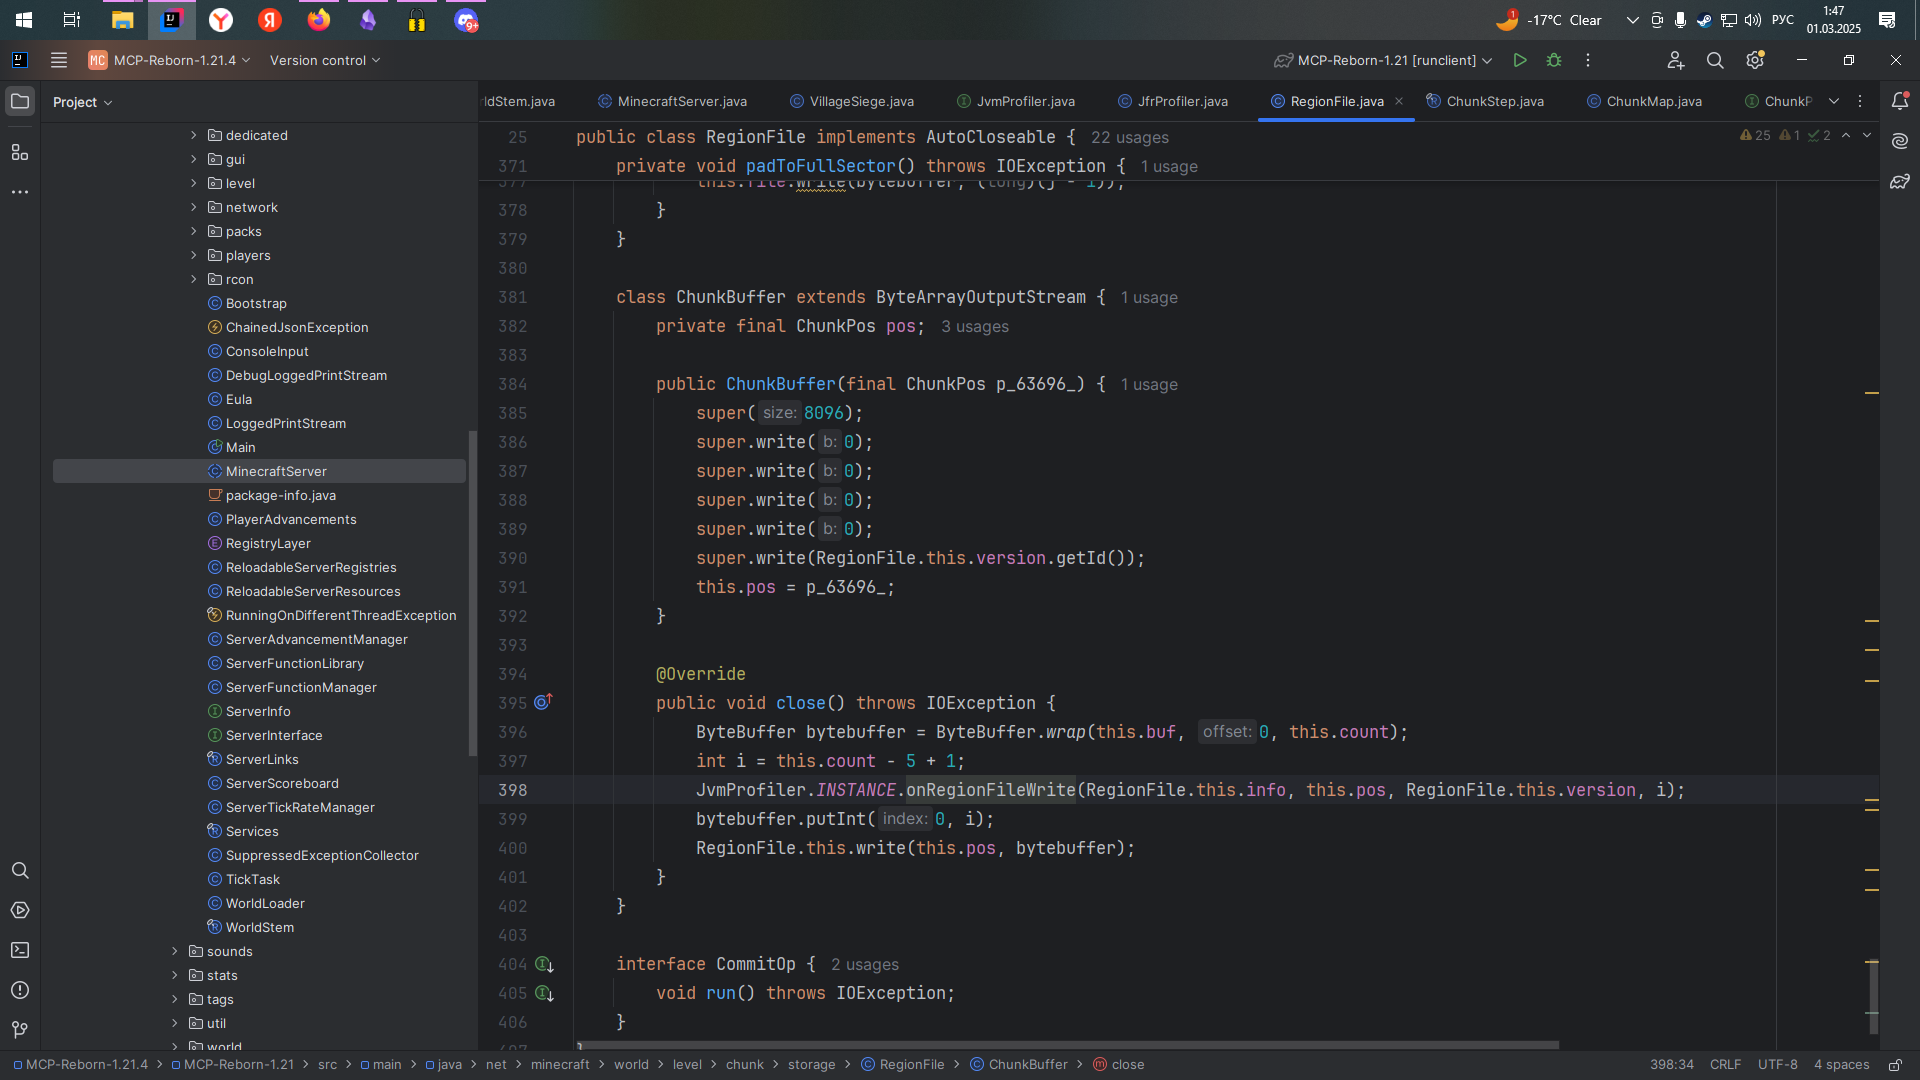 -17°C Clear
РУС
1:47
01.03.2025
9+
MC MCP-Reborn-1.21.4
Version control
MCP-Reborn-1.21 [runclient]
Project
ldStem.java
MinecraftServer.java
VillageSiege.java
JvmProfiler.java
JfrProfiler.java
RegionFile.java
ChunkStep.java
ChunkMap.java
ChunkP
dedicated
gui
level
network
packs
players
rcon
Bootstrap
ChainedJsonException
ConsoleInput
DebugLoggedPrintStream
Eula
LoggedPrintStream
Main
MinecraftServer
package-info.java
PlayerAdvancements
RegistryLayer
ReloadableServerRegistries
ReloadableServerResources
RunningOnDifferentThreadException
ServerAdvancementManager
ServerFunctionLibrary
ServerFunctionManager
ServerInfo
ServerInterface
ServerLinks
ServerScoreboard
ServerTickRateManager
Services
SuppressedExceptionCollector
TickTask
WorldLoader
WorldStem
sounds
stats
tags
util
world
25 1 2
25 public class RegionFile implements AutoCloseable { 22 usages
371 private void padToFullSector() throws IOException { 1 usage
377 this.file.write(bytebuffer, (long)(j - 1));
378 }
379 }
380
381 class ChunkBuffer extends ByteArrayOutputStream { 1 usage
382 private final ChunkPos pos; 3 usages
383
384 public ChunkBuffer(final ChunkPos p_63696_) { 1 usage
385 super( size: 8096);
386 super.write( b: 0);
387 super.write( b: 0);
388 super.write( b: 0);
389 super.write( b: 0);
390 super.write(RegionFile.this.version.getId());
391 this.pos = p_63696_;
392 }
393
394 @Override
395 public void close() throws IOException {
396 ByteBuffer bytebuffer = ByteBuffer.wrap(this.buf, offset: 0, this.count);
397 int i = this.count - 5 + 1;
398 JvmProfiler.INSTANCE.onRegionFileWrite(RegionFile.this.info, this.pos, RegionFile.this.version, i);
399 bytebuffer.putInt( index: 0, i);
400 RegionFile.this.write(this.pos, bytebuffer);
401 }
402 }
403
404 interface CommitOp { 2 usages
405 void run() throws IOException;
406 }
407 }
MCP-Reborn-1.21.4 > MCP-Reborn-1.21 > src > main > java > net > minecraft > world > level > chunk > storage > RegionFile > ChunkBuffer > close
398:34 CRLF UTF-8 4 spaces